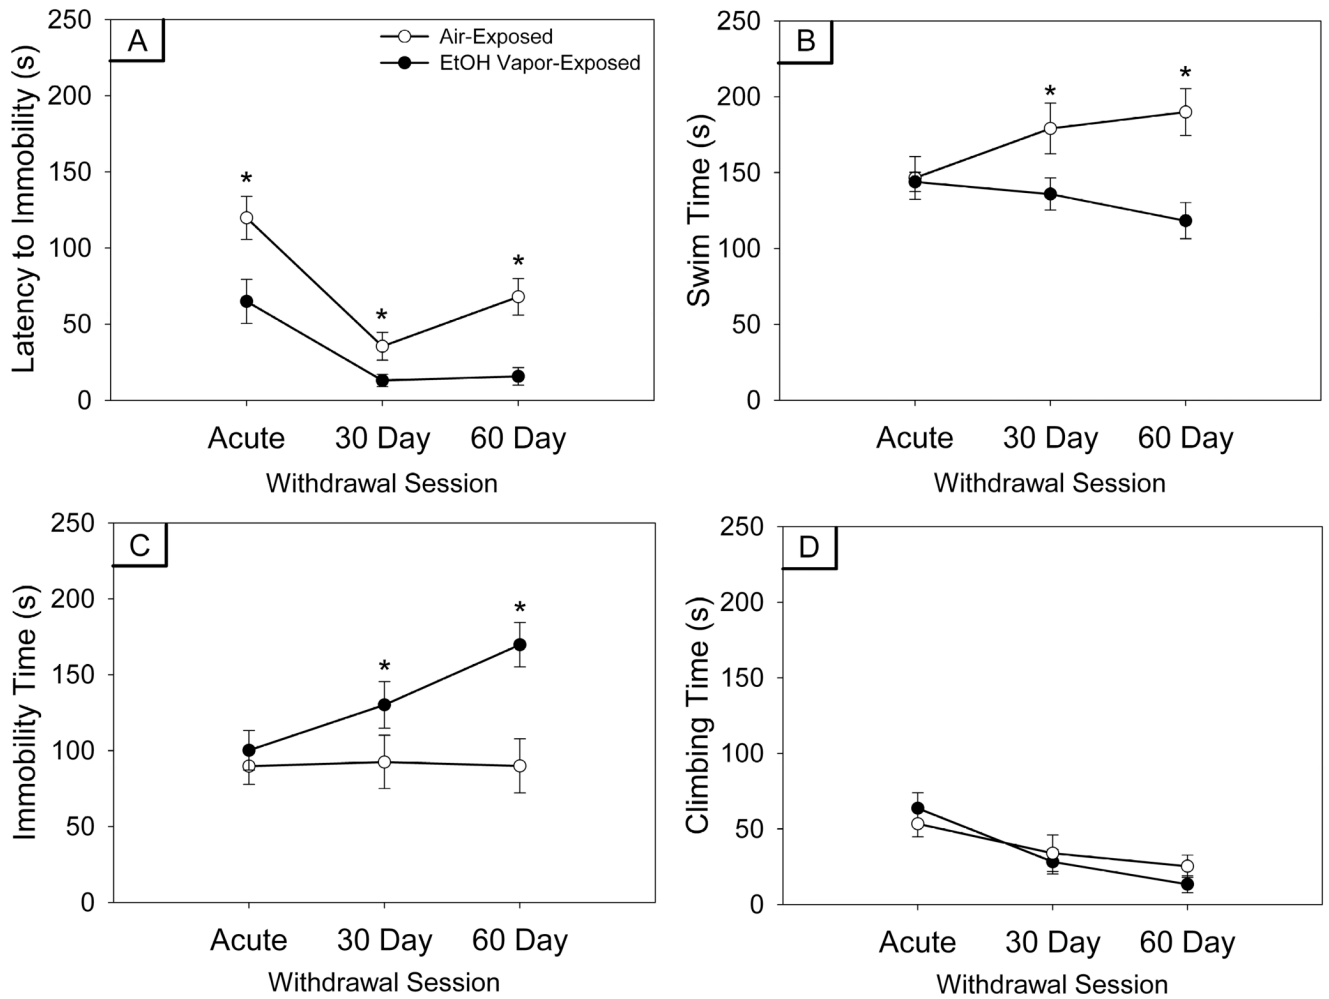 A
Air-Exposed
EtOH Vapor-Exposed
Latency to Immobility (s)
250
200
150
100
50
0
*
*
*
Acute 30 Day 60 Day
Withdrawal Session
B
Swim Time (s)
250
200
150
100
50
0
*
*
Acute 30 Day 60 Day
Withdrawal Session
C
Immobility Time (s)
250
200
150
100
50
0
*
*
Acute 30 Day 60 Day
Withdrawal Session
D
Climbing Time (s)
250
200
150
100
50
0
Acute 30 Day 60 Day
Withdrawal Session